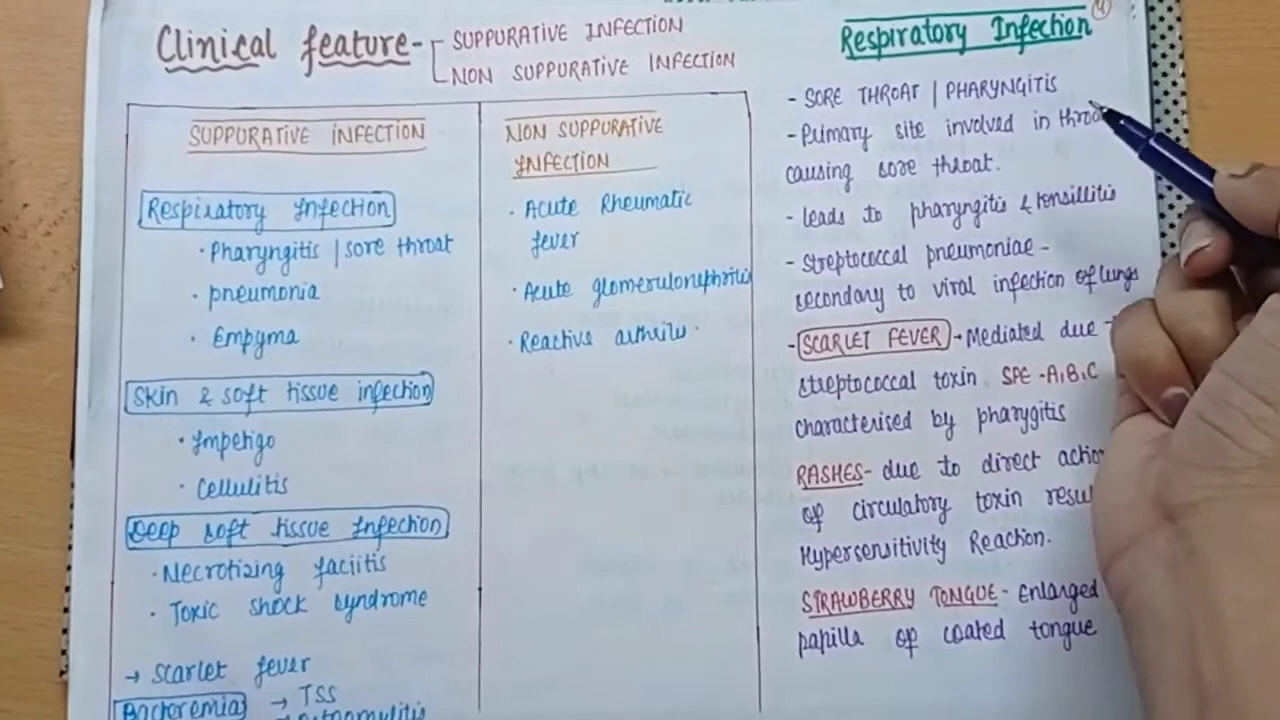 Clinical feature-
SUPPURATIVE INFECTION
NON SUPPURATIVE INFECTION
SUPPURATIVE INFECTION
Respiratory Infection
· Pharyngitis | sore throat
· pneumonia
· Empyma
Skin & soft tissue infection
· Impetigo
· Cellulitis
Deep soft tissue Infection
· Necrotizing faciitis
· Toxic shock syndrome
→ Scarlet fever
Bacteremia → TSS
NON SUPPURATIVE
INFECTION
· Acute Rheumatic
fever
· Acute glomerulonephritis
· Reactive
Respiratory Infection
- SORE THROAT | PHARYNGITIS
- Primary site involved in
causing sore throat.
- leads to pharyngitis & tonsillitis
- Streptococcal pneumoniae -
secondary to viral infection of lungs
- SCARLET FEVER → Mediated due
streptococcal toxin SPE - A,B,C
characterised by pharygitis
RASHES - due to direct action
of circulatory toxin
Hypersensitivity Reaction.
STRAWBERRY TONGUE - Enlarged
papilla of coated tongue